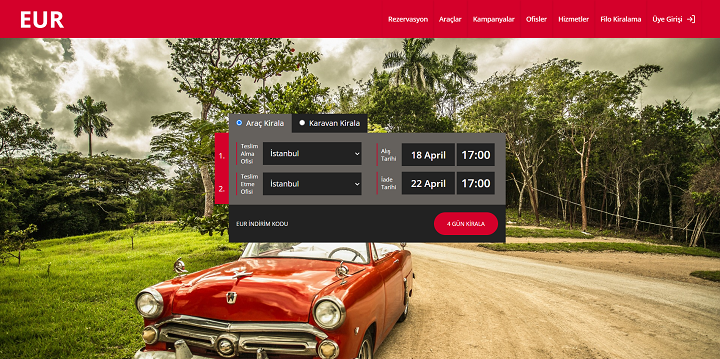 EUR
Rezervasyon Araçlar Kampanyalar Ofisler Hizmetler Filo Kiralama Üye Girişi
Araç Kirala Karavan Kirala
1. Teslim Alma Ofisi İstanbul Alış Tarihi 18 April 17:00
2. Teslim Etme Ofisi İstanbul İade Tarihi 22 April 17:00
EUR İNDİRİM KODU 4 GÜN KİRALA